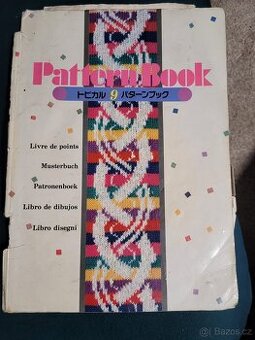 Pattern Book
トピカル 9 パターンブック
Livre de points
Musterbuch
Patronenboek
Libro de dibujos
Libro disegni
Bazoš.cz